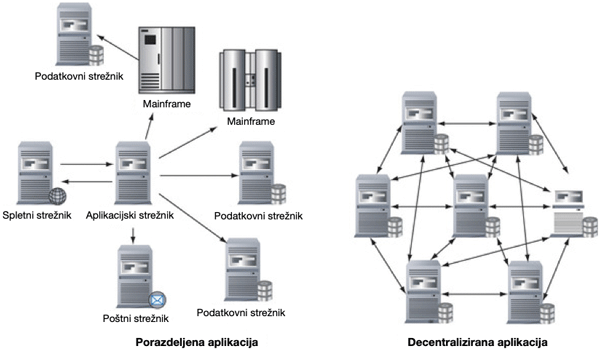 Podatkovni strežnik
Mainframe
Mainframe
Spletni strežnik
Aplikacijski strežnik
Podatkovni strežnik
Poštni strežnik
Podatkovni strežnik
Porazdeljena aplikacija
Decentralizirana aplikacija